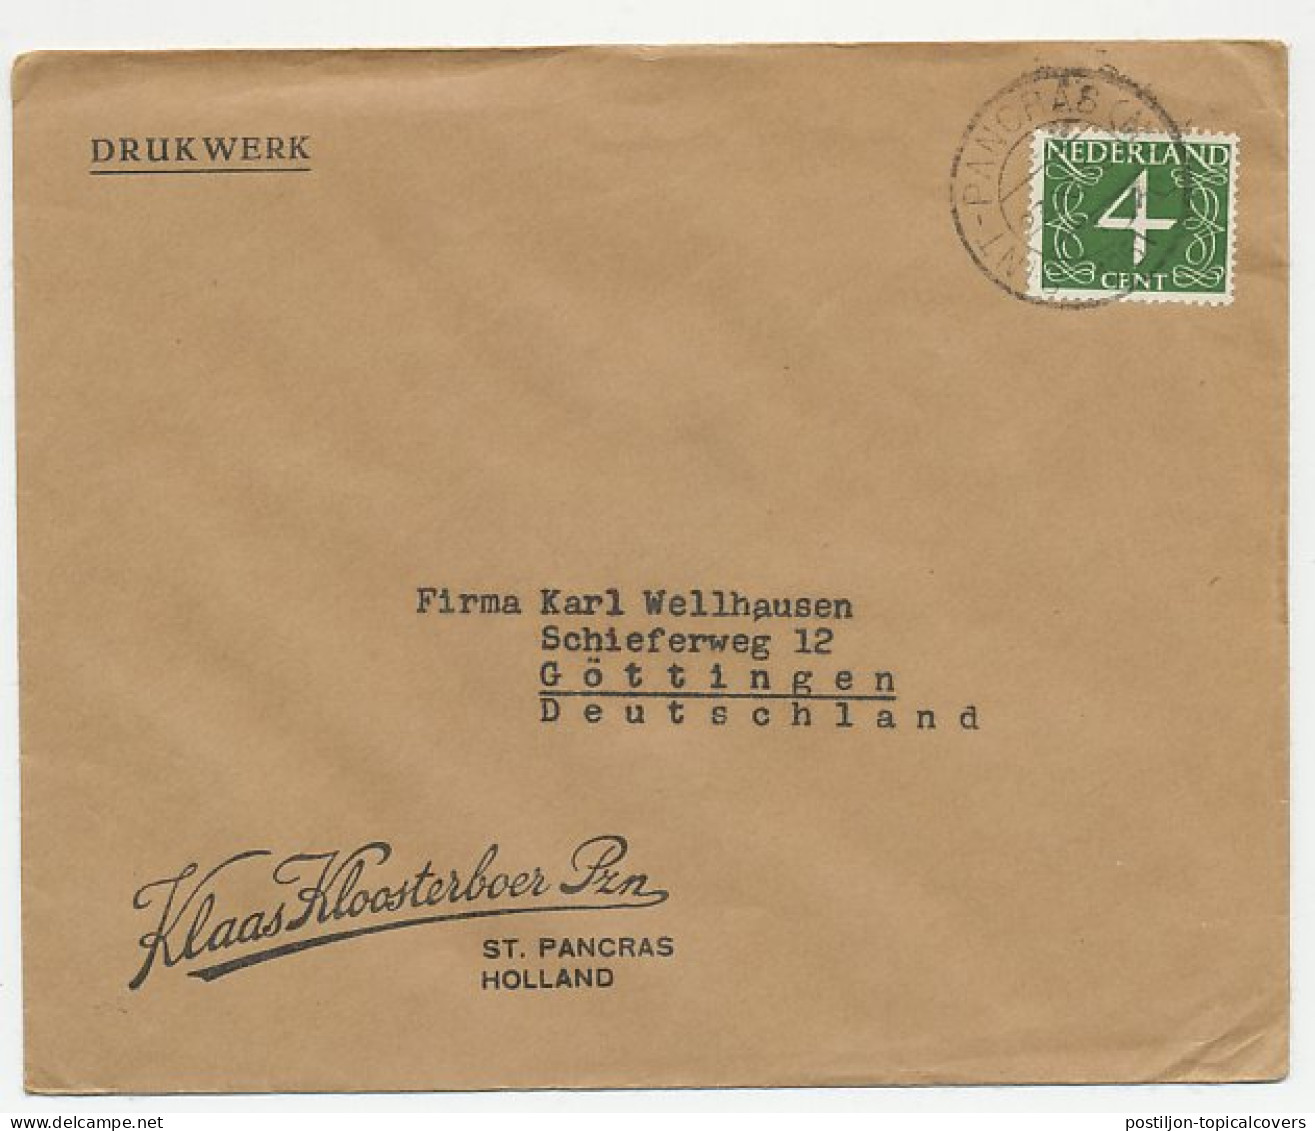 DRUKWERK
NEDERLAND
4
CENT
Firma Karl Wellhausen
Schieferweg 12
Göttingen
Deutschland
Klaas Kloosterboer Pzn
ST. PANCRAS
HOLLAND
www.delcampe.net
postiljon-topicalcovers